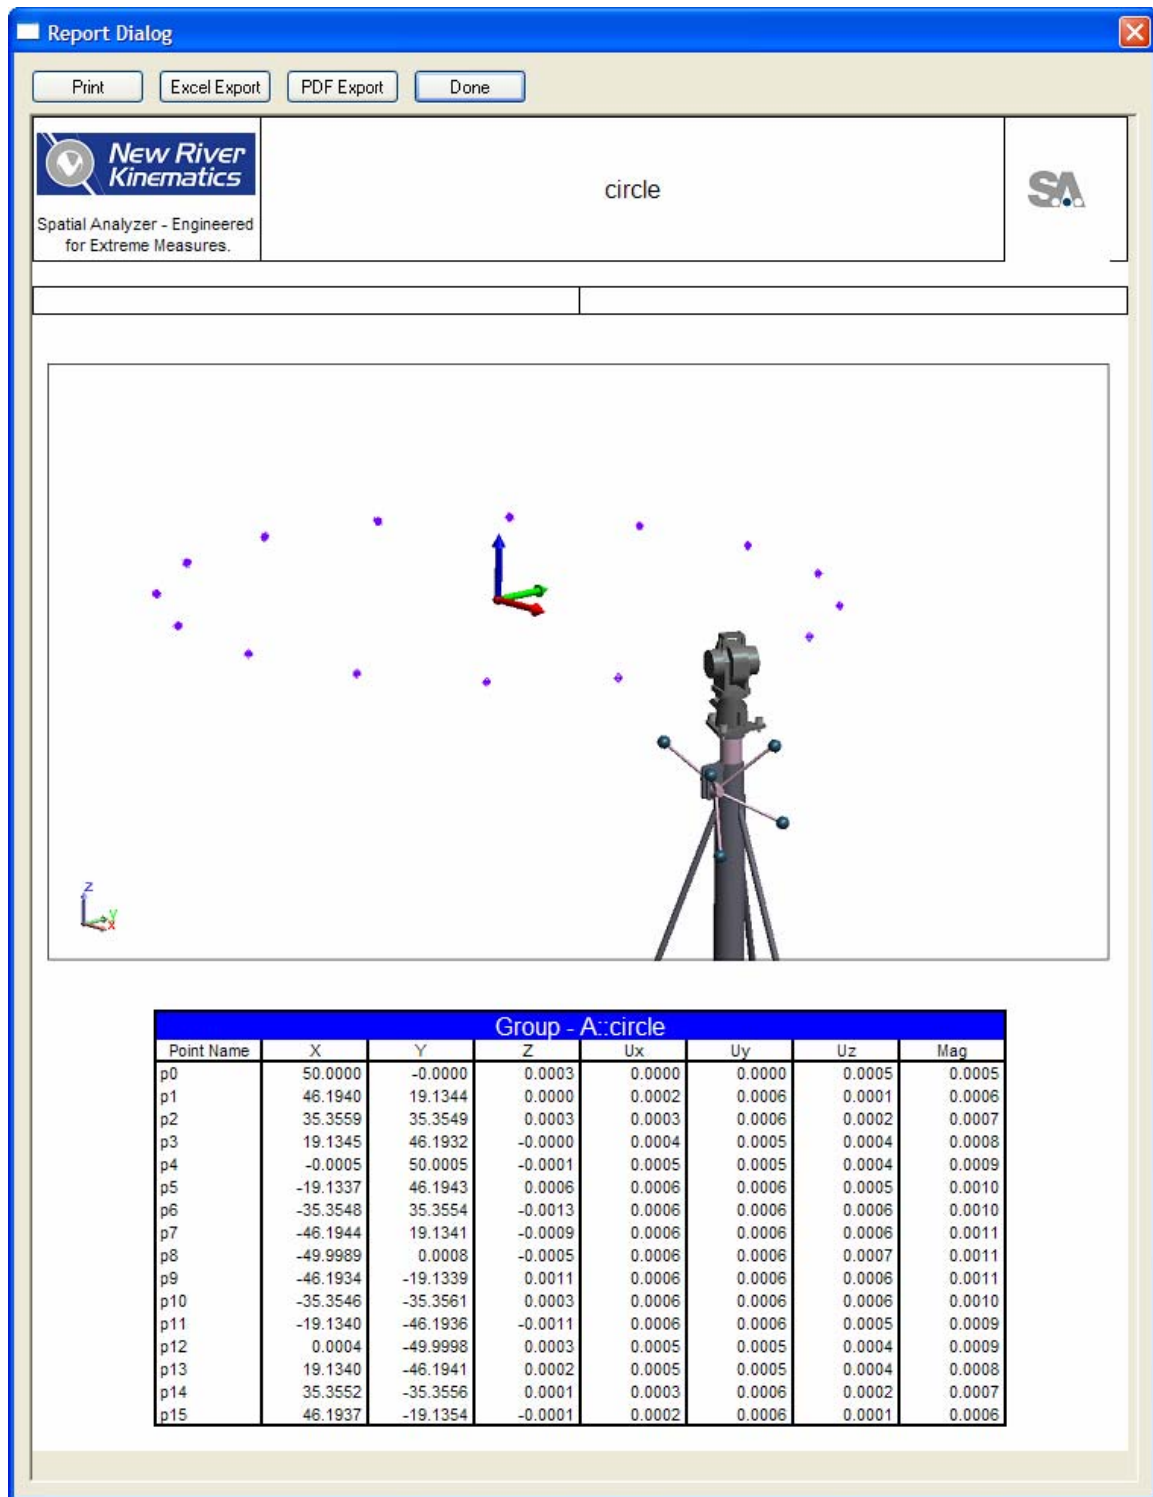 Report Dialog
Print Excel Export PDF Export Done
New River
Kinematics
Spatial Analyzer - Engineered
for Extreme Measures.
circle
SA
Z
Y
X
Group - A::circle
Point Name X Y Z Ux Uy Uz Mag
p0 50.0000 -0.0000 0.0003 0.0000 0.0000 0.0005 0.0005
p1 46.1940 19.1344 0.0000 0.0002 0.0006 0.0001 0.0006
p2 35.3559 35.3549 0.0003 0.0003 0.0006 0.0002 0.0007
p3 19.1345 46.1932 -0.0000 0.0004 0.0005 0.0004 0.0008
p4 -0.0005 50.0005 -0.0001 0.0005 0.0005 0.0004 0.0009
p5 -19.1337 46.1943 0.0006 0.0006 0.0006 0.0005 0.0010
p6 -35.3548 35.3554 -0.0013 0.0006 0.0006 0.0006 0.0010
p7 -46.1944 19.1341 -0.0009 0.0006 0.0006 0.0006 0.0011
p8 -49.9989 0.0008 -0.0005 0.0006 0.0006 0.0007 0.0011
p9 -46.1934 -19.1339 0.0011 0.0006 0.0006 0.0006 0.0011
p10 -35.3546 -35.3561 0.0003 0.0006 0.0006 0.0006 0.0010
p11 -19.1340 -46.1936 -0.0011 0.0006 0.0006 0.0005 0.0009
p12 0.0004 -49.9998 0.0003 0.0005 0.0005 0.0004 0.0009
p13 19.1340 -46.1941 0.0002 0.0005 0.0005 0.0004 0.0008
p14 35.3552 -35.3556 0.0001 0.0003 0.0006 0.0002 0.0007
p15 46.1937 -19.1354 -0.0001 0.0002 0.0006 0.0001 0.0006